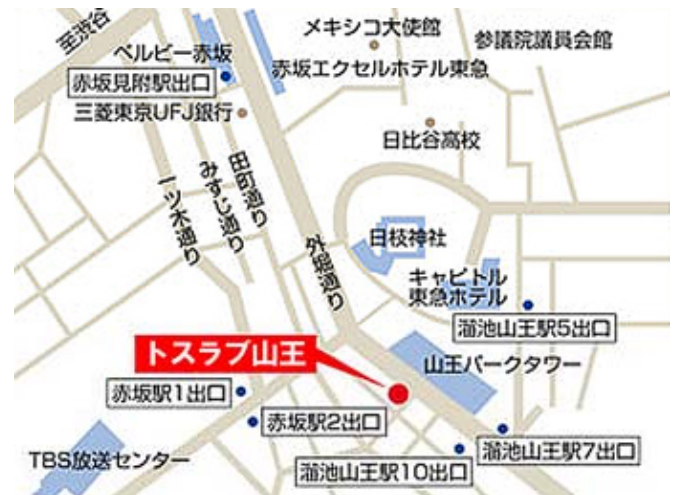 至渋谷
ベルビー赤坂
赤坂見附駅出口
三菱東京UFJ銀行
メキシコ大使館
赤坂エクセルホテル東急
参議院議員会館
日比谷高校
一ツ木通り
みすじ通り
田町通り
外堀通り
日枝神社
キャピトル
東急ホテル
溜池山王駅5出口
トスラブ山王
山王パークタワー
赤坂駅1出口
赤坂駅2出口
TBS放送センター
溜池山王駅10出口
溜池山王駅7出口